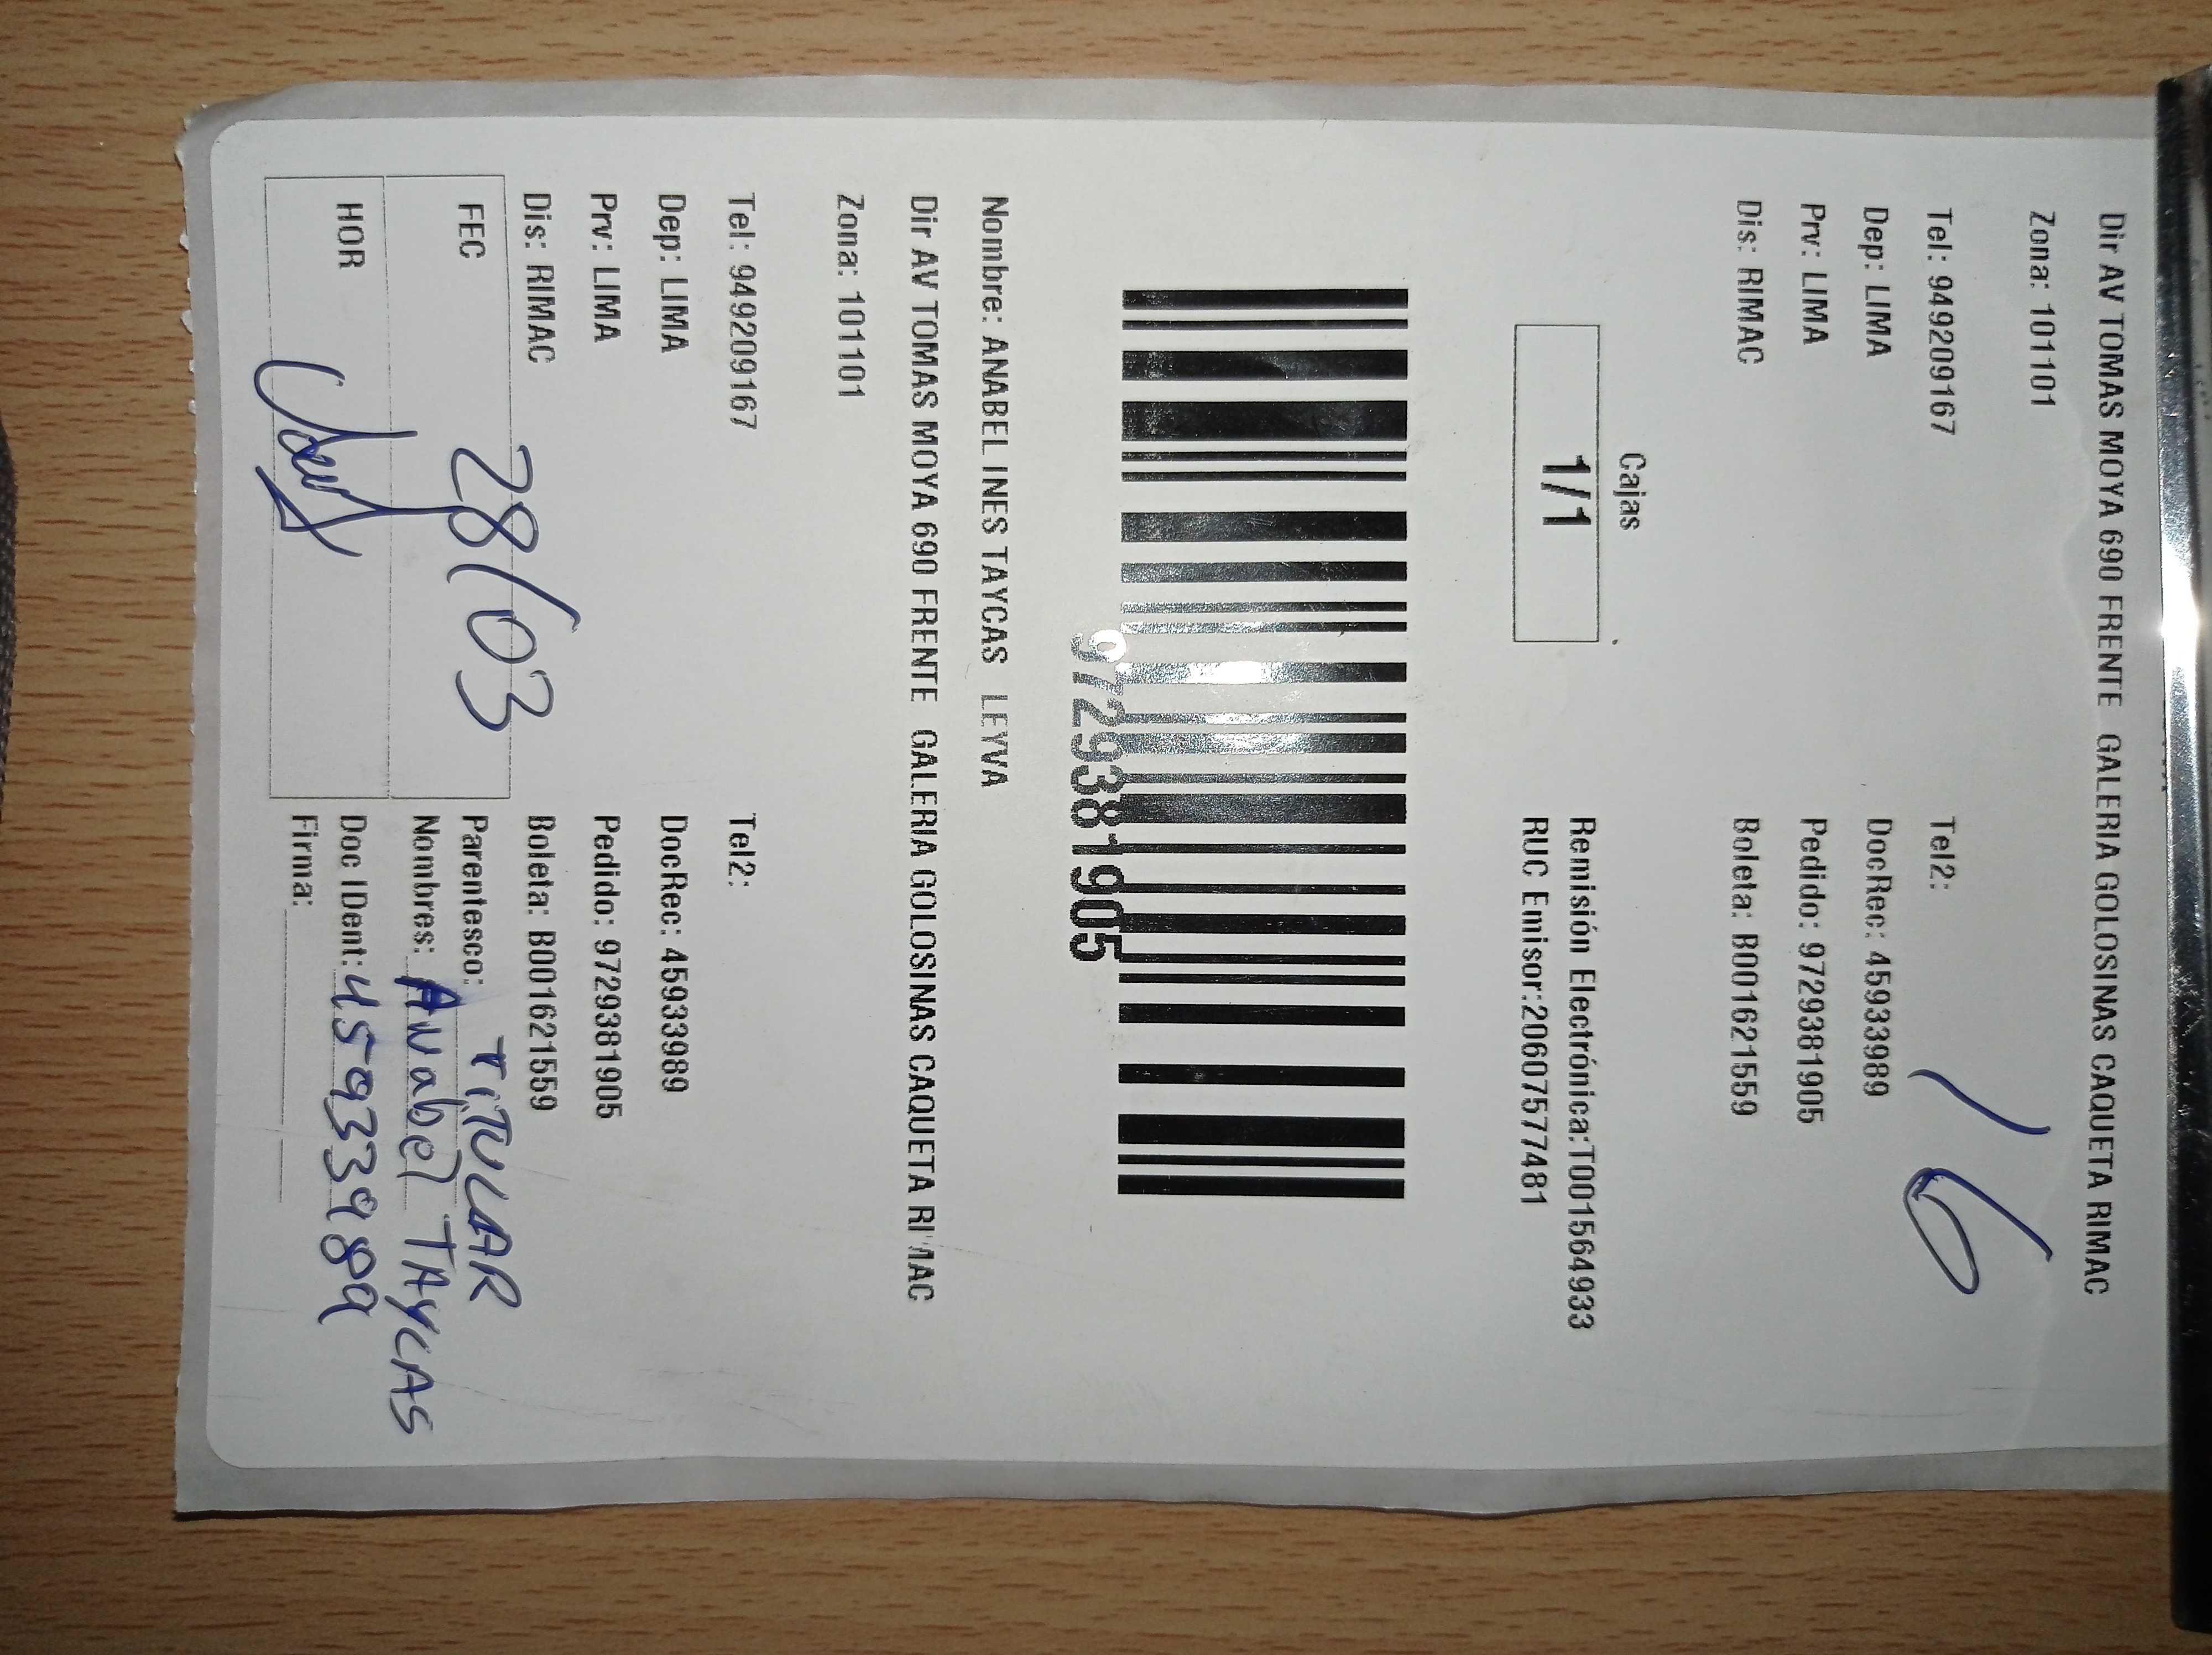 Dir AV TOMAS MOYA 690 FRENTE GALERIA GOLOSINAS CAQUETA RIMAC
Zona: 101101
16
Tel: 949209167 Tel2:
Dep: LIMA DocRec: 45933989
Prv: LIMA Pedido: 9729381905
Dis: RIMAC Boleta: B001621559
Cajas
1/1
Remisión Electrónica:T001564933
RUC Emisor:20607577481
9729381905
Nombre: ANABEL INES TAYCAS LEYVA
Dir AV TOMAS MOYA 690 FRENTE GALERIA GOLOSINAS CAQUETA RIMAC
Zona: 101101
Tel: 949209167 Tel2:
Dep: LIMA DocRec: 45933989
Prv: LIMA Pedido: 9729381905
Dis: RIMAC Boleta: B001621559
FEC 28/03 Parentesco: TITULAR
Nombres: Anabel TAYCAS
HOR Doc IDent: 45933989
Firma: